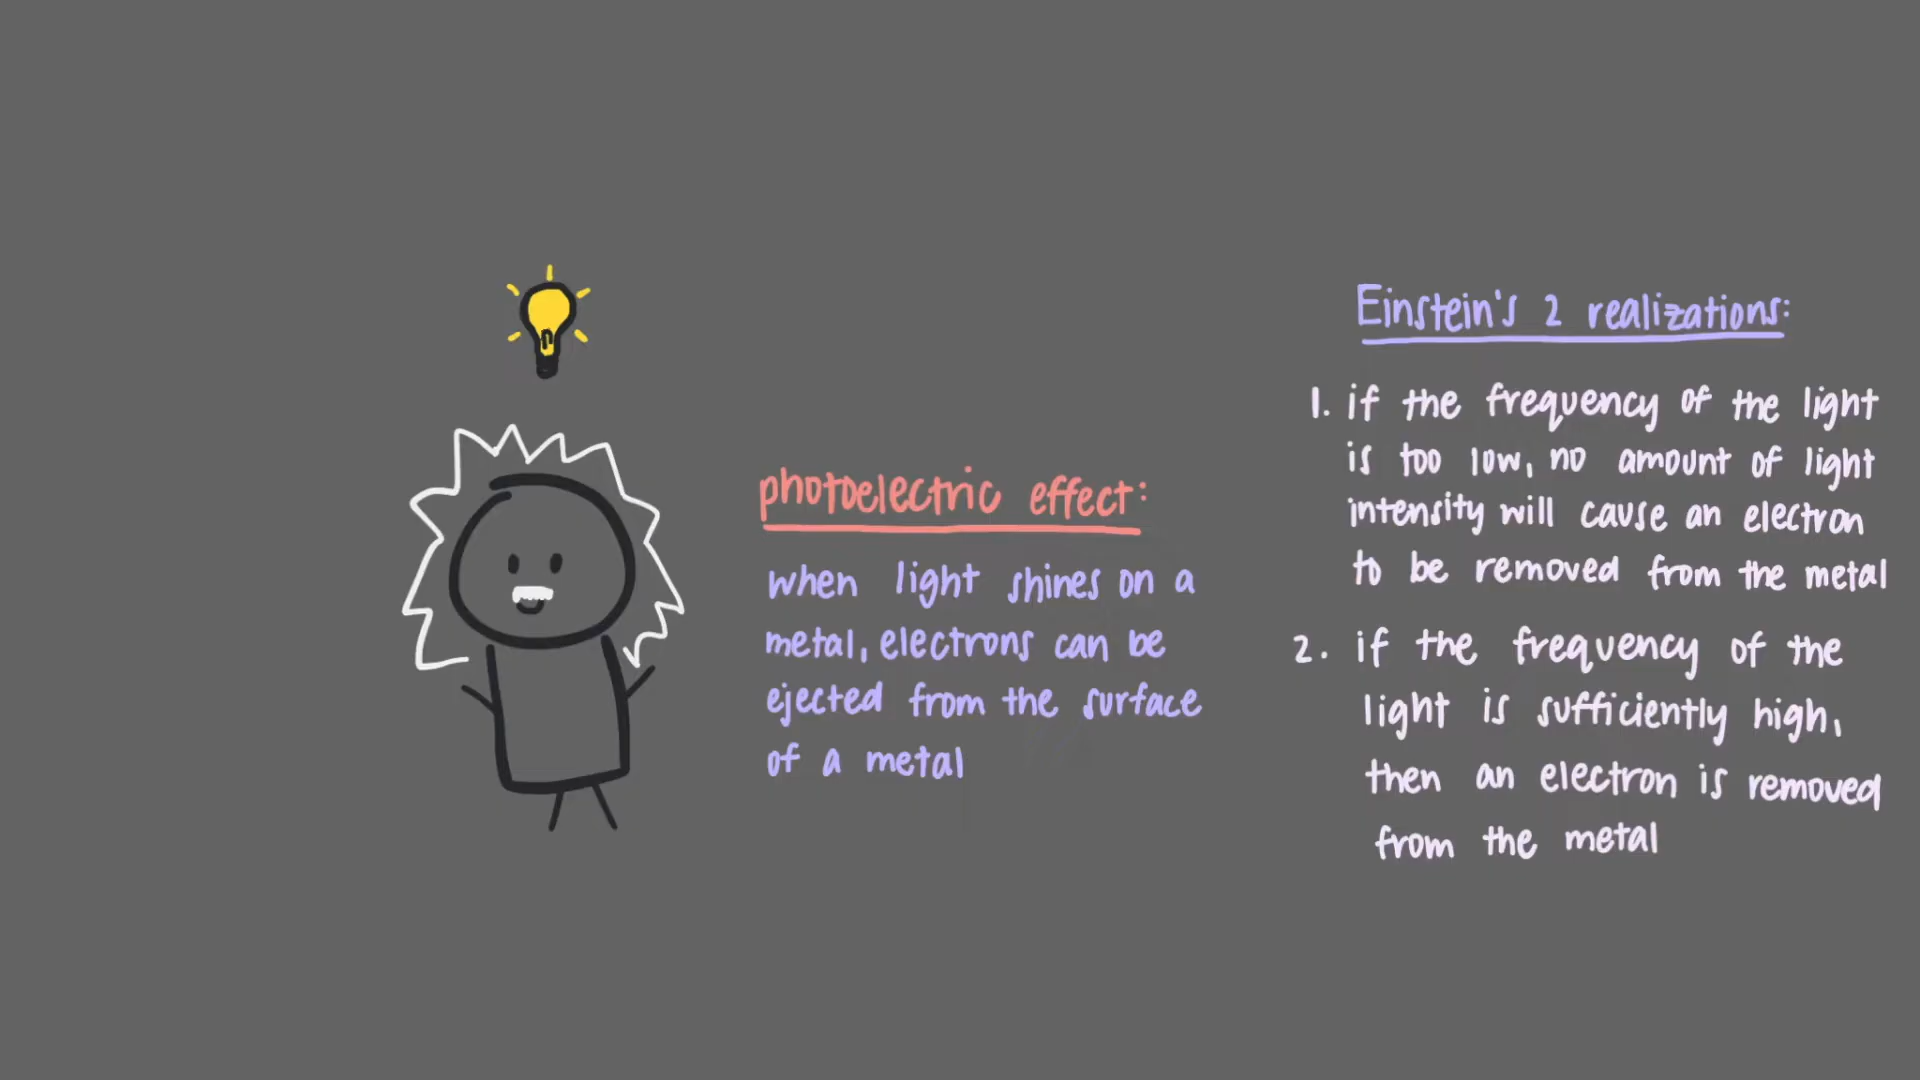 photoelectric effect:
when light shines on a
metal, electrons can be
ejected from the surface
of a metal
Einstein's 2 realizations:
1. if the frequency of the light
is too low, no amount of light
intensity will cause an electron
to be removed from the metal
2. if the frequency of the
light is sufficiently high,
then an electron is removed
from the metal